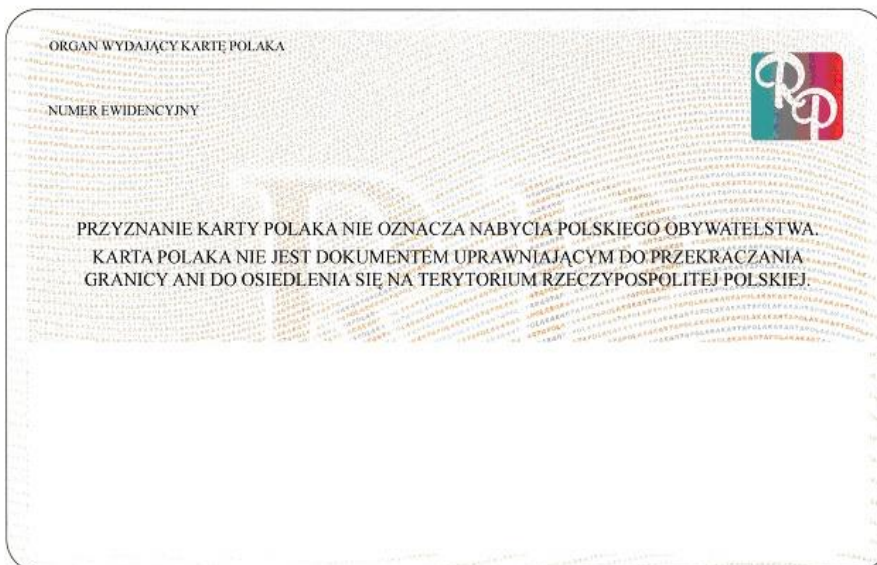 ORGAN WYDAJĄCY KARTĘ POLAKA
RP
NUMER EWIDENCYJNY
PRZYZNANIE KARTY POLAKA NIE OZNACZA NABYCIA POLSKIEGO OBYWATELSTWA.
KARTA POLAKA NIE JEST DOKUMENTEM UPRAWNIAJĄCYM DO PRZEKRACZANIA
GRANICY ANI DO OSIEDLENIA SIĘ NA TERYTORIUM RZECZYPOSPOLITEJ POLSKIEJ.